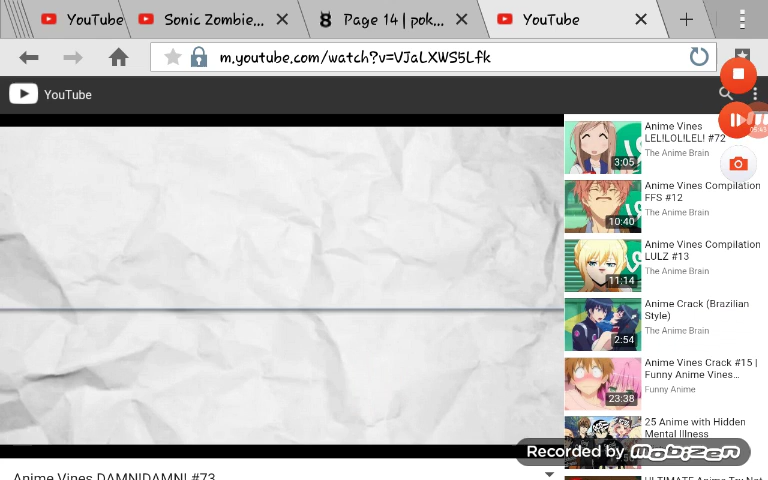 YouTube
Sonic Zombie...
Page 14 | pok...
YouTube
m.youtube.com/watch?v=VJaLXWS5Lfk
YouTube
Anime Vines
LEL!LOL!LEL! #72
The Anime Brain
3:05
Anime Vines Compilation
FFS #12
The Anime Brain
10:40
Anime Vines Compilation
LULZ #13
The Anime Brain
11:14
Anime Crack (Brazilian
Style)
The Anime Brain
2:54
Anime Vines Crack #15 |
Funny Anime Vines...
Funny Anime
23:38
25 Anime with Hidden
Mental Illness
Recorded by mobizen
Anime Vines DAMN!DAMN! #73